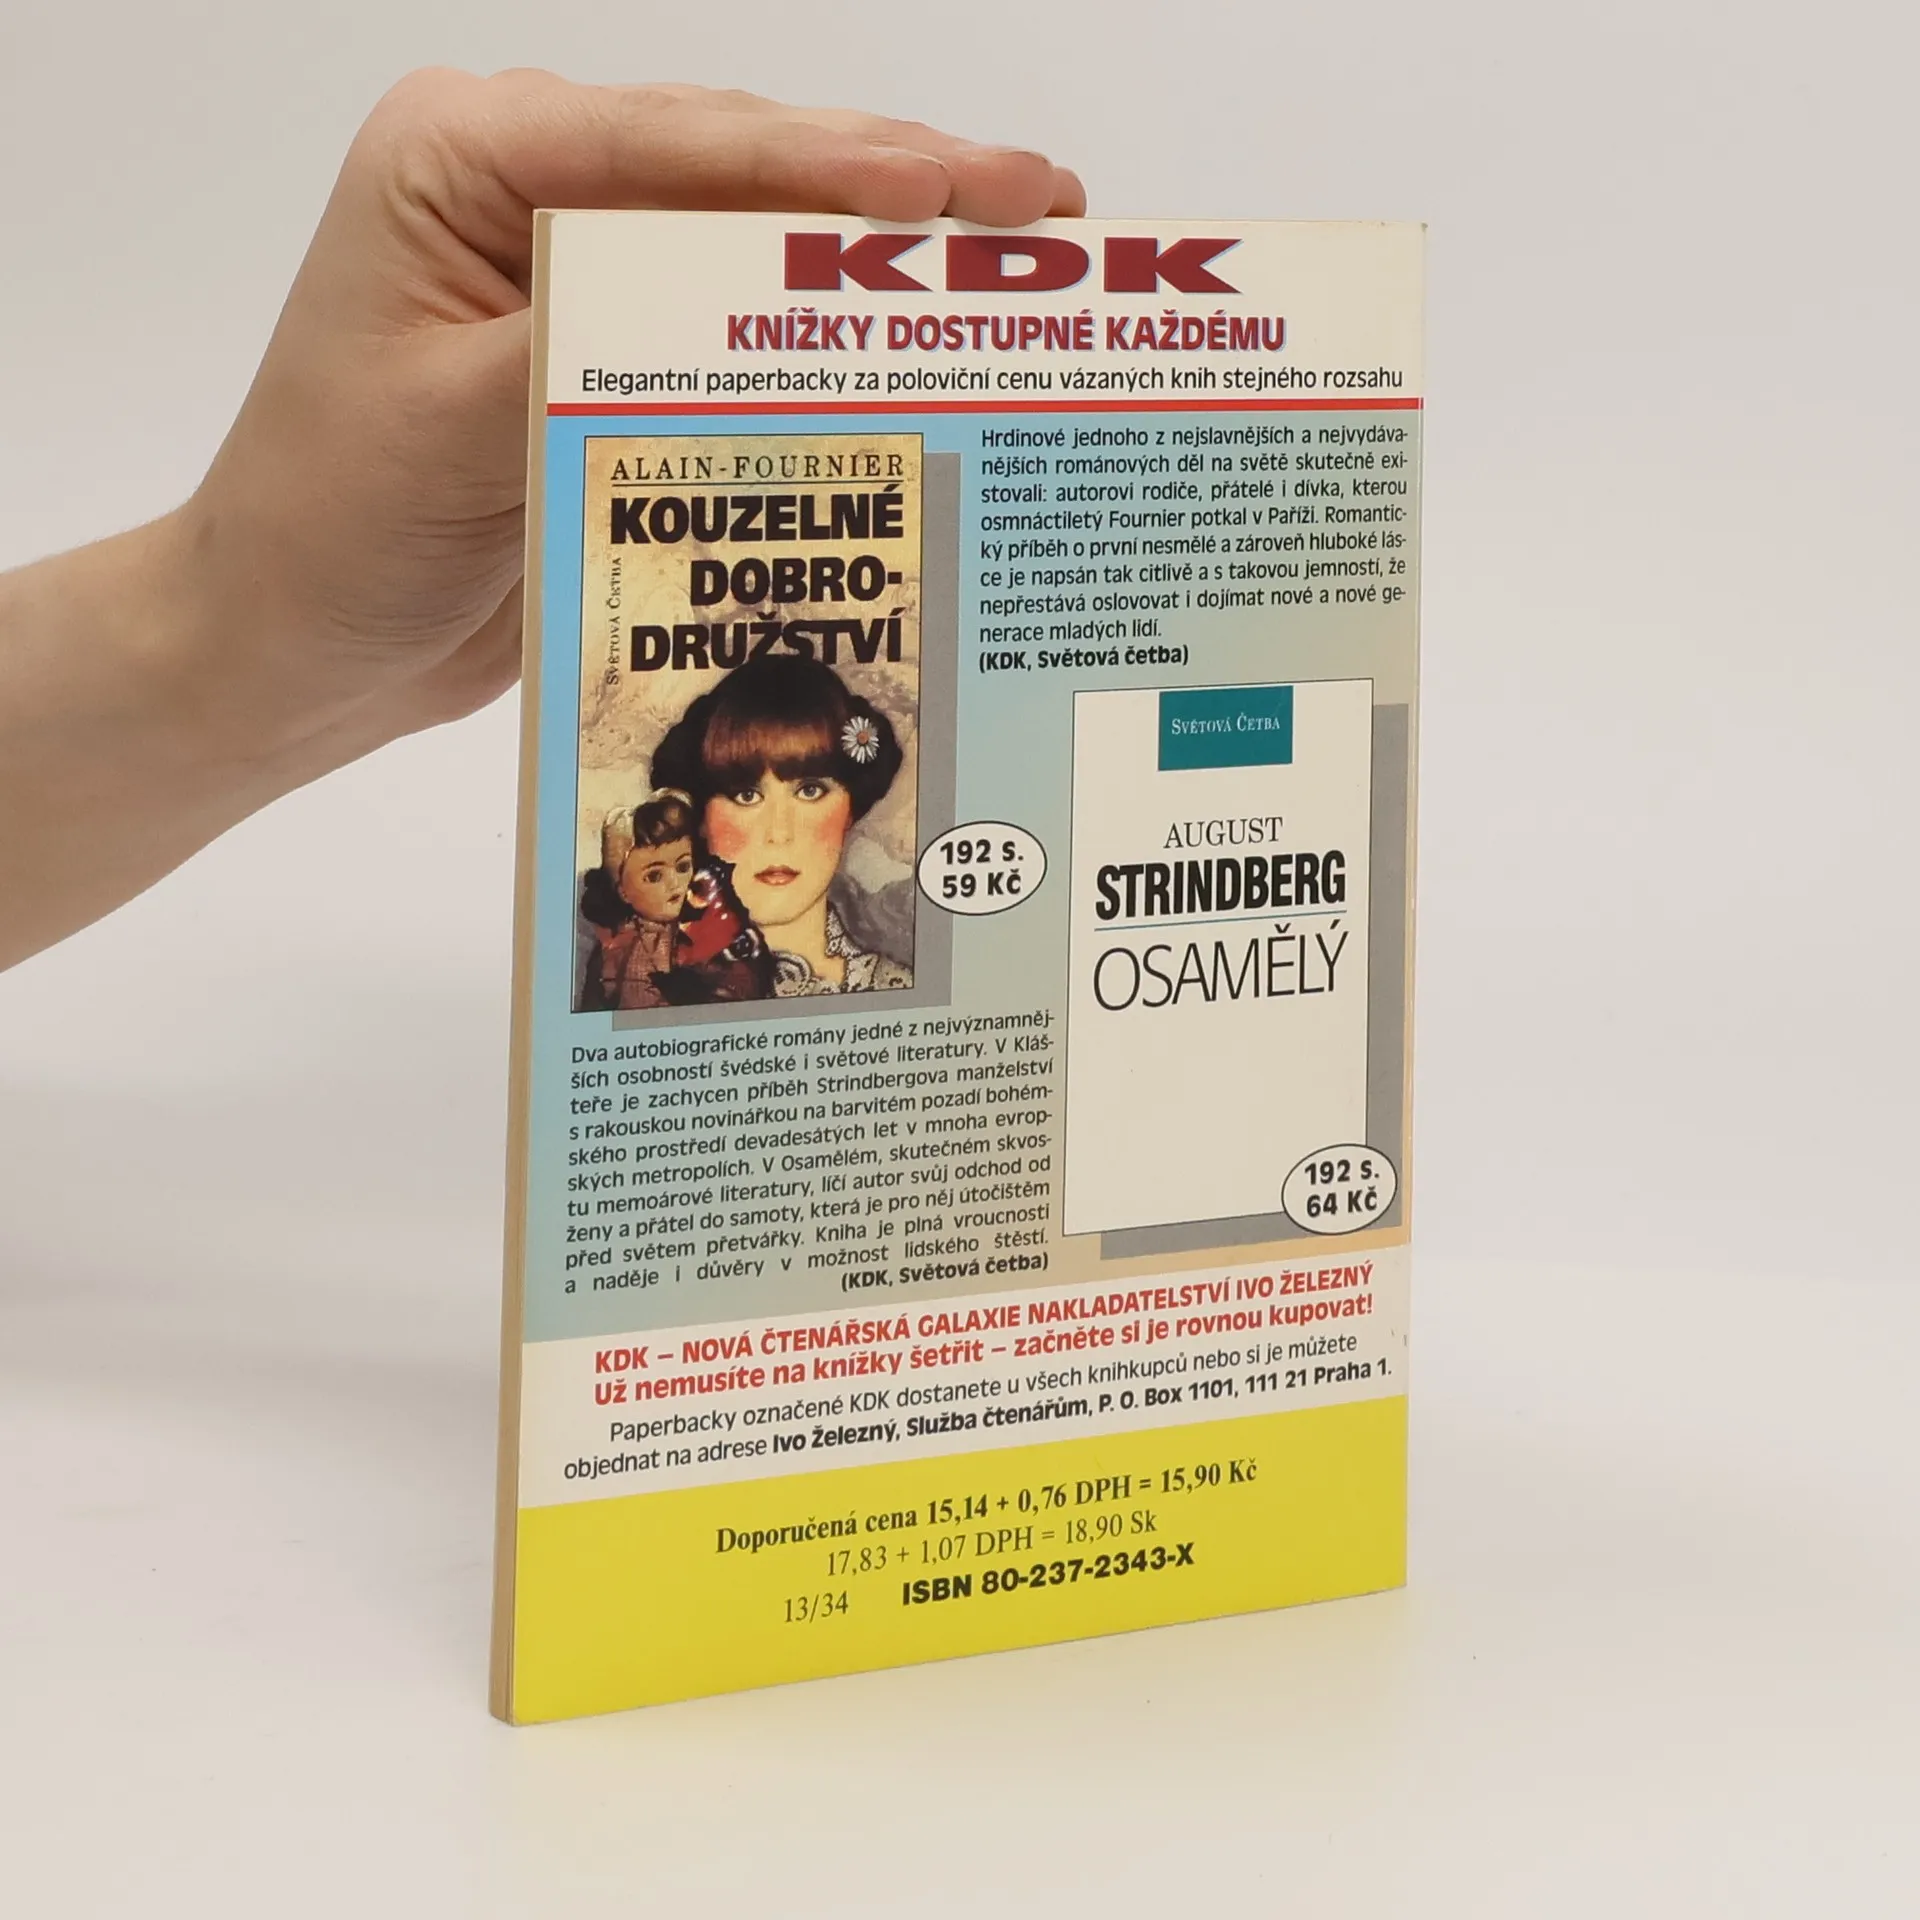 KDK
KNÍŽKY DOSTUPNÉ KAŽDÉMU
Elegantní paperbacky za poloviční cenu vázaných knih stejného rozsahu
ALAIN-FOURNIER
KOUZELNÉ
DOBRO-
DRUŽSTVÍ
SVĚTOVÁ ČETBA
Hrdinové jednoho z nejslavnějších a nejvydáva-
nějších románových děl na světě skutečně exi-
stovali: autorovi rodiče, přátelé i dívka, kterou
osmnáctiletý Fournier potkal v Paříži. Romantic-
ký příběh o první nesmělé a zároveň hluboké lás-
ce je napsán tak citlivě a s takovou jemností, že
nepřestává oslovovat i dojímat nové a nové ge-
nerace mladých lidí.
(KDK, Světová četba)
192 s.
59 Kč
SVĚTOVÁ ČETBA
AUGUST
STRINDBERG
OSAMĚLÝ
192 s.
64 Kč
Dva autobiografické romány jedné z nejvýznamněj-
ších osobností švédské i světové literatury. V Kláš-
teře je zachycen příběh Strindbergova manželství
s rakouskou novinářkou na barvitém pozadí bohém-
ského prostředí devadesátých let v mnoha evrop-
ských metropolích. V Osamělém, skutečném skvos-
tu memoárové literatury, líčí autor svůj odchod od
ženy a přátel do samoty, která je pro něj útočištěm
před světem přetvářky. Kniha je plná vroucnosti
a naděje i důvěry v možnost lidského štěstí.
(KDK, Světová četba)
KDK – NOVÁ ČTENÁŘSKÁ GALAXIE NAKLADATELSTVÍ IVO ŽELEZNÝ
Už nemusíte na knížky šetřit – začněte si je rovnou kupovat!
Paperbacky označené KDK dostanete u všech knihkupců nebo si je můžete
objednat na adrese Ivo Železný, Služba čtenářům, P. O. Box 1101, 111 21 Praha 1.
Doporučená cena 15,14 + 0,76 DPH = 15,90 Kč
17,83 + 1,07 DPH = 18,90 Sk
13/34 ISBN 80-237-2343-X